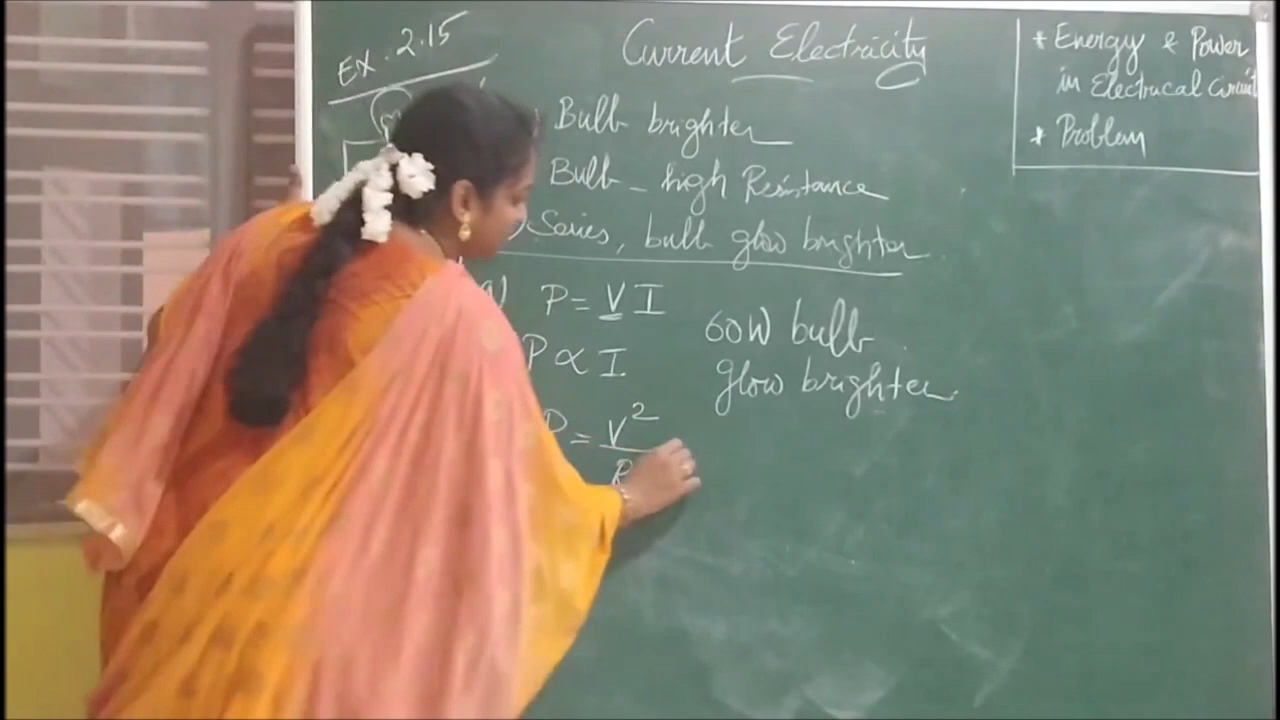 Ex. 2.15
Current Electricity
* Energy & Power
in Electrical Circuit
* Problem
Bulb brighter
Bulb - high Resistance
) Series, bulb glow brighter
a) P = VI
P ∝ I
P = V²
R
60W bulb
glow brighter